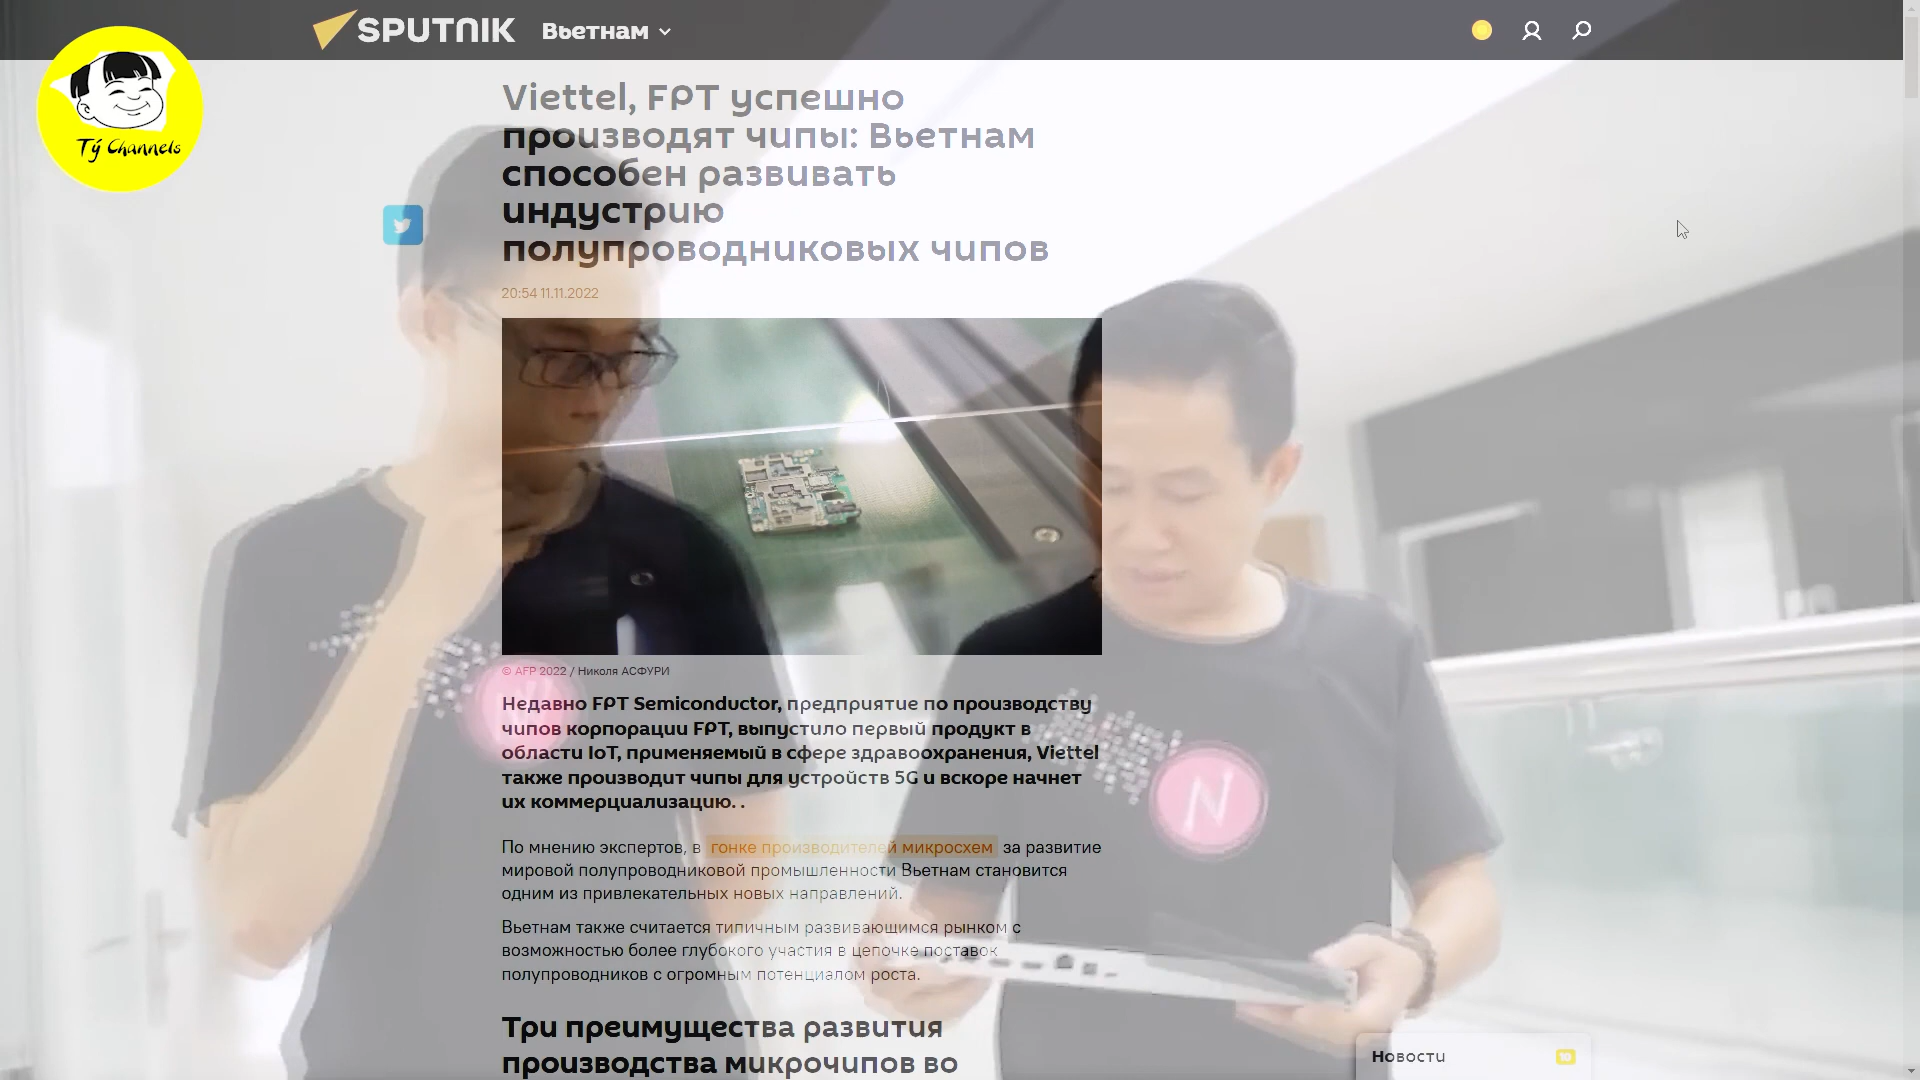 SPUTNIK Вьетнам
Tý Channels
Viettel, FPT успешно
производят чипы: Вьетнам
способен развивать
индустрию
полупроводниковых чипов
20:54 11.11.2022
© AFP 2022 / Николя АСФУРИ
Недавно FPT Semiconductor, предприятие по производству
чипов корпорации FPT, выпустило первый продукт в
области IoT, применяемый в сфере здравоохранения, Viettel
также производит чипы для устройств 5G и вскоре начнет
их коммерциализацию. .
По мнению экспертов, в гонке производителей микросхем за развитие
мировой полупроводниковой промышленности Вьетнам становится
одним из привлекательных новых направлений.
Вьетнам также считается типичным развивающимся рынком с
возможностью более глубокого участия в цепочке поставок
полупроводников с огромным потенциалом роста.
Три преимущества развития
производства микрочипов во
Новости 10
N
N